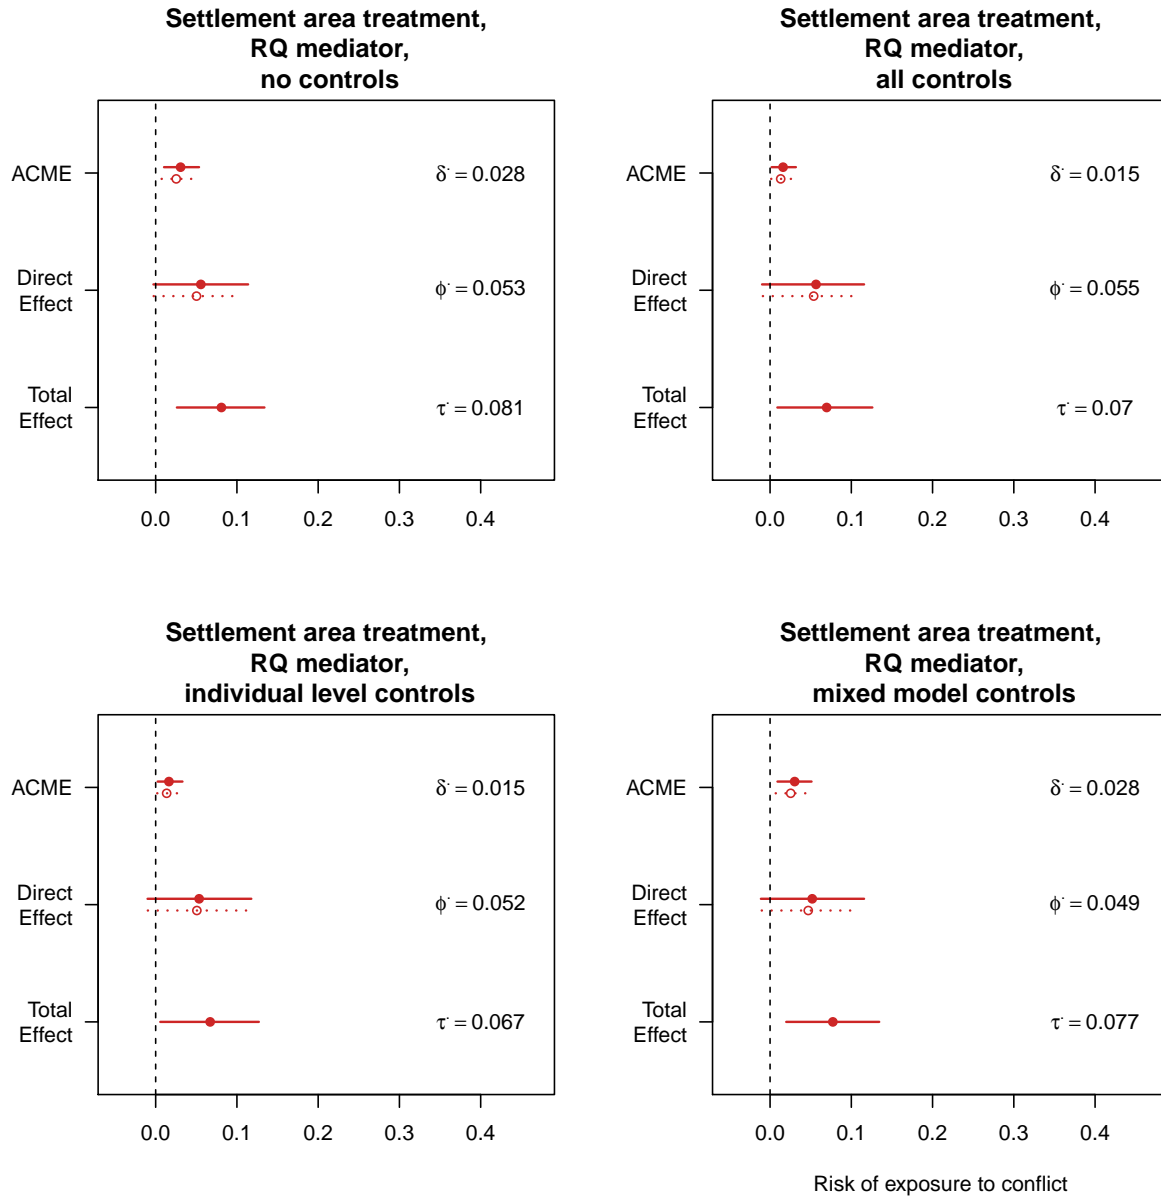 Settlement area treatment,
RQ mediator,
no controls
ACME
δ˙ = 0.028
Direct
Effect
ϕ˙ = 0.053
Total
Effect
τ˙ = 0.081
0.0 0.1 0.2 0.3 0.4
Settlement area treatment,
RQ mediator,
all controls
ACME
δ˙ = 0.015
Direct
Effect
ϕ˙ = 0.055
Total
Effect
τ˙ = 0.07
0.0 0.1 0.2 0.3 0.4
Settlement area treatment,
RQ mediator,
individual level controls
ACME
δ˙ = 0.015
Direct
Effect
ϕ˙ = 0.052
Total
Effect
τ˙ = 0.067
0.0 0.1 0.2 0.3 0.4
Settlement area treatment,
RQ mediator,
mixed model controls
ACME
δ˙ = 0.028
Direct
Effect
ϕ˙ = 0.049
Total
Effect
τ˙ = 0.077
0.0 0.1 0.2 0.3 0.4
Risk of exposure to conflict